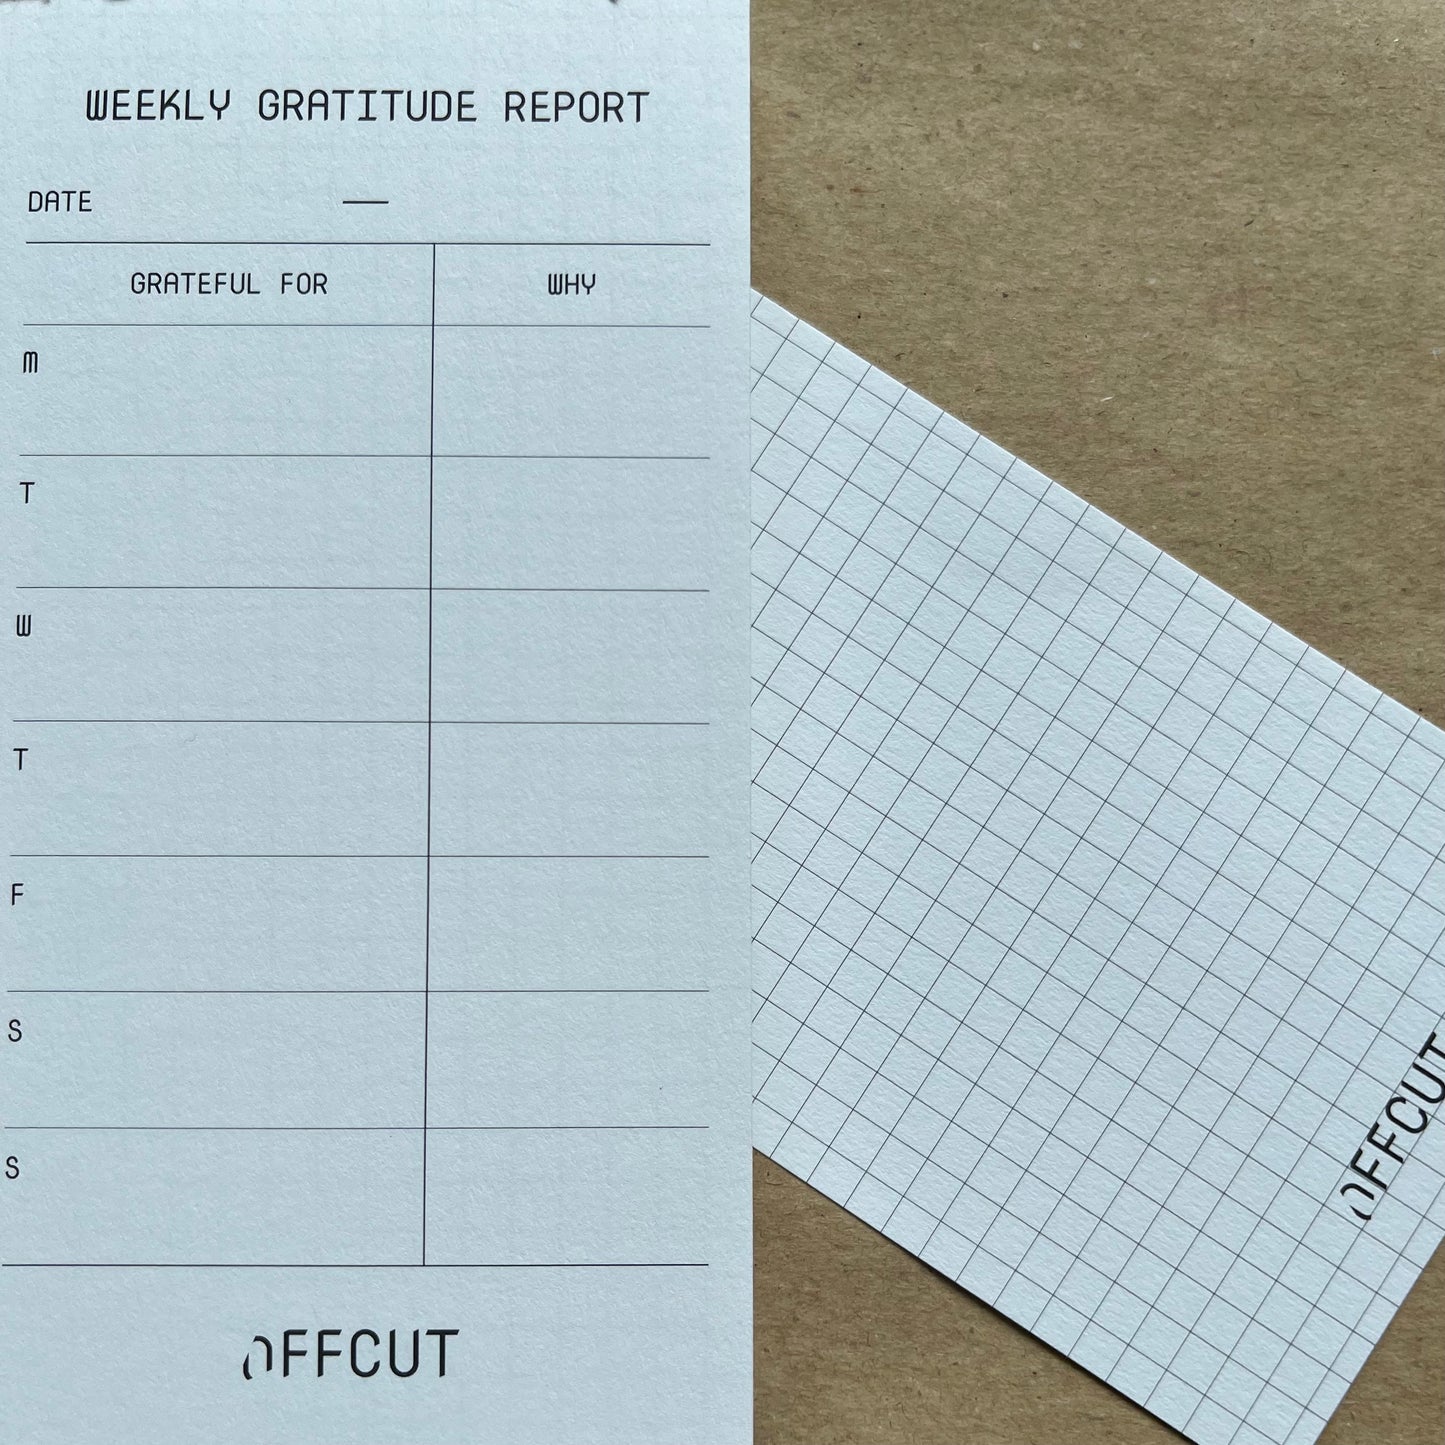 WEEKLY GRATITUDE REPORT
DATE —
GRATEFUL FOR WHY
M
T
W
T
F
S
S
OFFCUT
OFFCUT